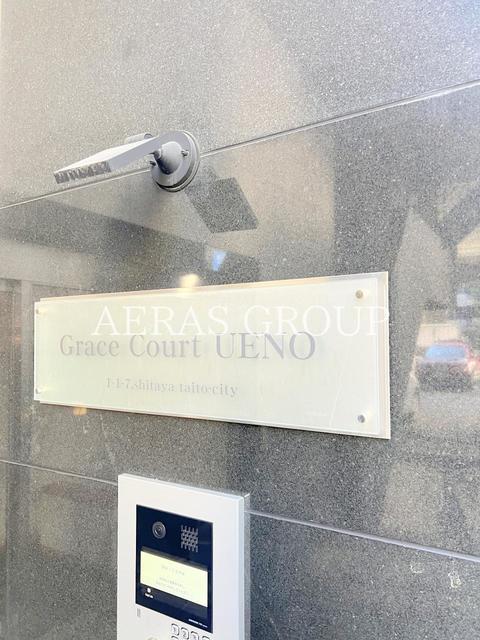 AERAS GROUP
Grace Court UENO
1-1-7,shitaya taito-city